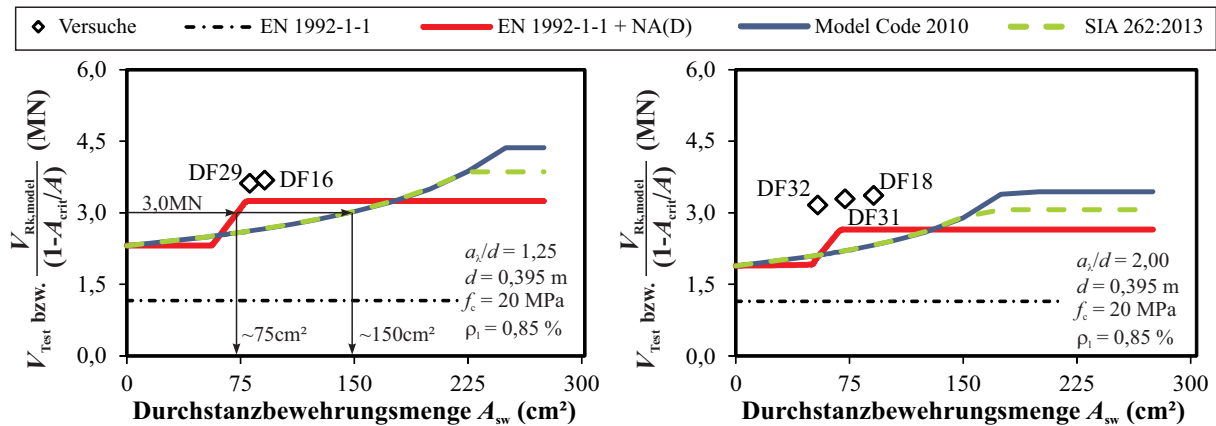 Versuche EN 1992-1-1 EN 1992-1-1 + NA(D) Model Code 2010 SIA 262:2013
V_Test bzw. V_Rk,model/(1-A_crit/A) (MN)
6,0
4,5
3,0
1,5
0,0
DF29
DF16
3,0MN
a_λ/d = 1,25
d = 0,395 m
f_c = 20 MPa
ρ_l = 0,85 %
~75cm²
~150cm²
0 75 150 225 300
Durchstanzbewehrungsmenge A_sw (cm²)
V_Test bzw. V_Rk,model/(1-A_crit/A) (MN)
6,0
4,5
3,0
1,5
0,0
DF32
DF18
DF31
a_λ/d = 2,00
d = 0,395 m
f_c = 20 MPa
ρ_l = 0,85 %
0 75 150 225 300
Durchstanzbewehrungsmenge A_sw (cm²)